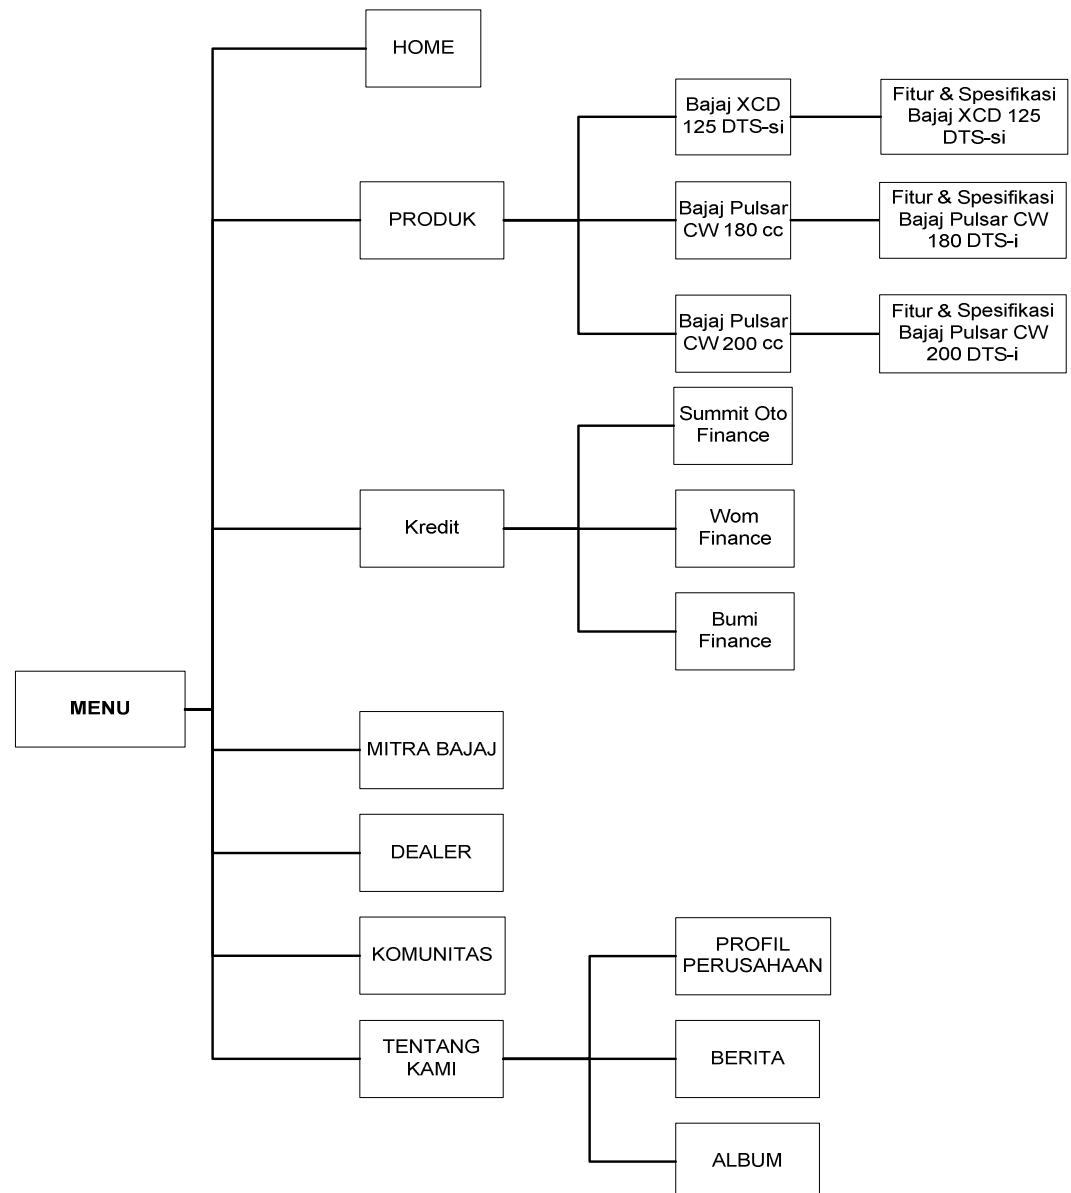 HOME
Bajaj XCD
125 DTS-si
Fitur & Spesifikasi
Bajaj XCD 125
DTS-si
PRODUK
Bajaj Pulsar
CW 180 cc
Fitur & Spesifikasi
Bajaj Pulsar CW
180 DTS-i
Bajaj Pulsar
CW 200 cc
Fitur & Spesifikasi
Bajaj Pulsar CW
200 DTS-i
Summit Oto
Finance
Kredit
Wom
Finance
Bumi
Finance
MENU
MITRA BAJAJ
DEALER
KOMUNITAS
PROFIL
PERUSAHAAN
TENTANG
KAMI
BERITA
ALBUM